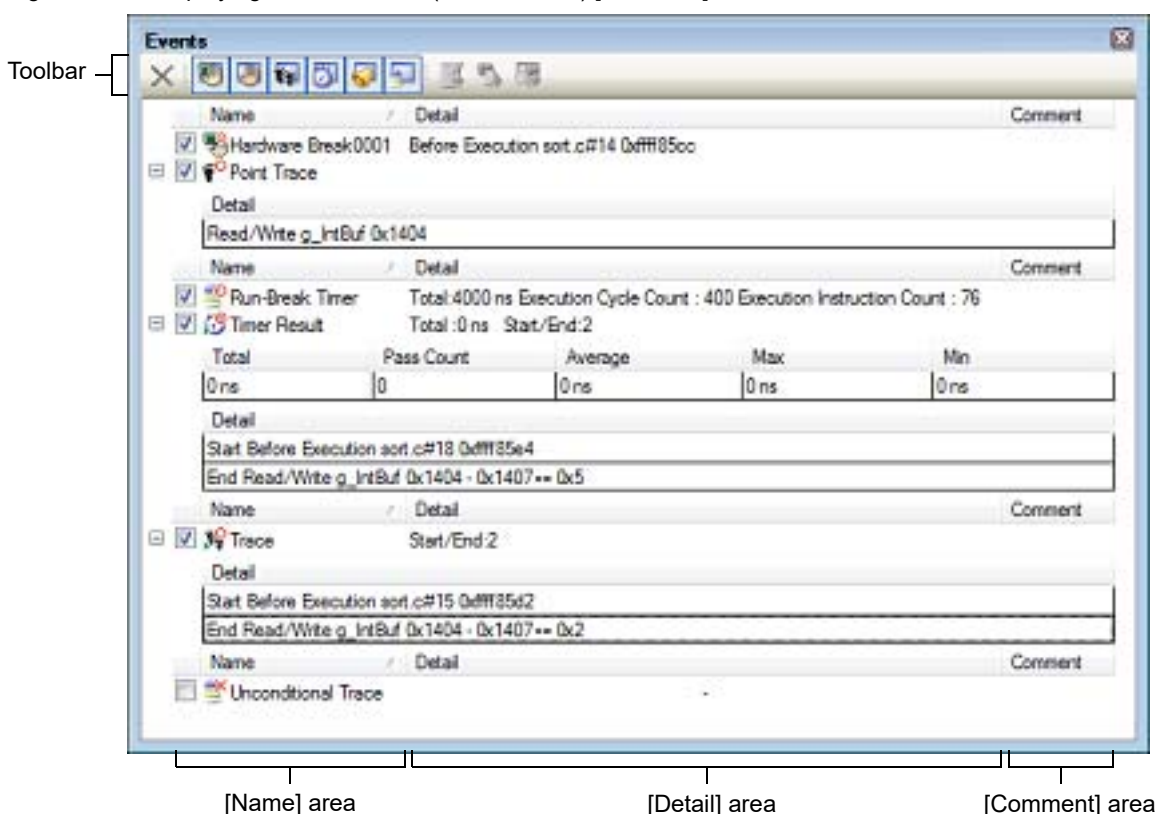 Events
Toolbar
Name Detail Comment
Hardware Break0001 Before Execution sort.c#14 0xffff85cc
Point Trace
Detail
Read/Write g_IntBuf 0x1404
Name Detail Comment
Run-Break Timer Total:4000 ns Execution Cycle Count : 400 Execution Instruction Count : 76
Timer Result Total :0 ns Start/End:2
Total Pass Count Average Max Min
0 ns 0 0 ns 0 ns 0 ns
Detail
Start Before Execution sort.c#18 0xffff85e4
End Read/Write g_IntBuf 0x1404 - 0x1407== 0x5
Name Detail Comment
Trace Start/End:2
Detail
Start Before Execution sort.c#15 0xffff85d2
End Read/Write g_IntBuf 0x1404 - 0x1407== 0x2
Name Detail Comment
Unconditional Trace -
[Name] area [Detail] area [Comment] area